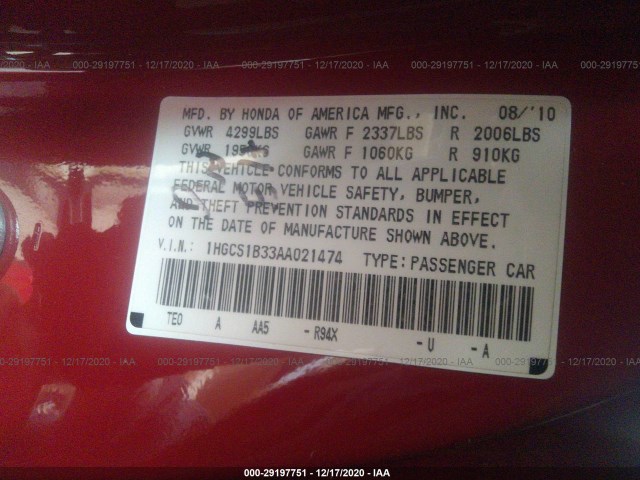 000-29197751 - 12/17/2020 - IAA
MFD. BY HONDA OF AMERICA MFG., INC. 08/'10
GVWR 4299LBS GAWR F 2337LBS R 2006LBS
GVWR GAWR F 1060KG R 910KG
THIS VEHICLE CONFORMS TO ALL APPLICABLE
FEDERAL MOTOR VEHICLE SAFETY, BUMPER,
AND THEFT PREVENTION STANDARDS IN EFFECT
ON THE DATE OF MANUFACTURE SHOWN ABOVE.
V.I.N.: 1HGCS1B33AA021474 TYPE: PASSENGER CAR
TEO A AA5 - R94X - U - A
000-29197751 - 12/17/2020 - IAA